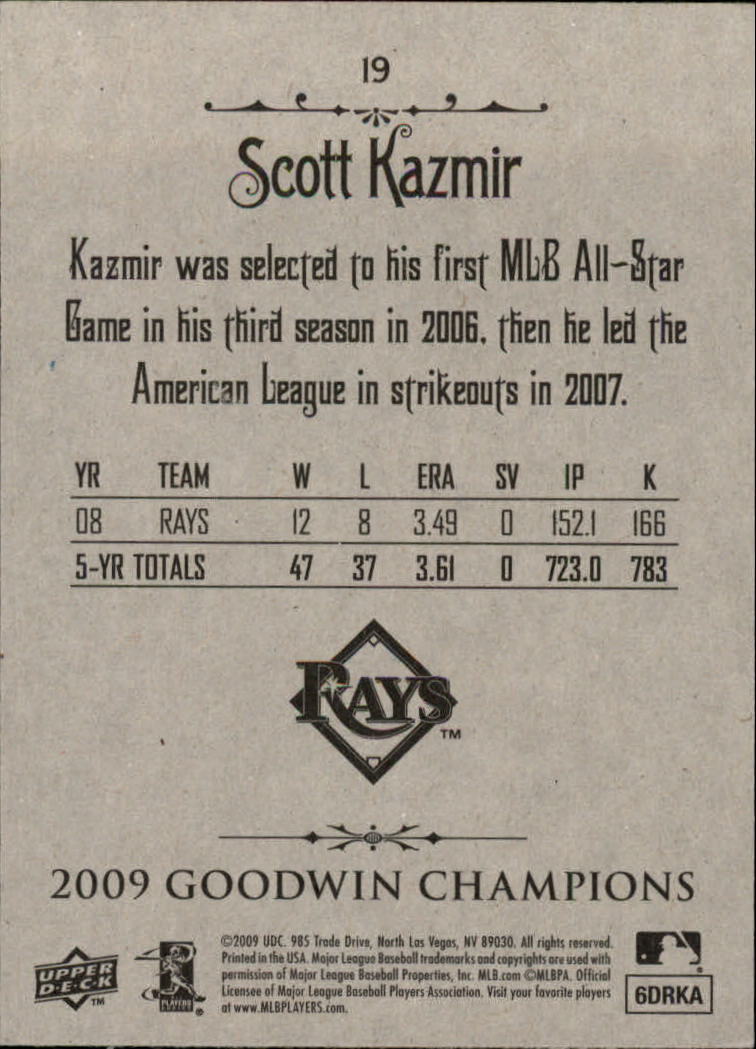 19
Scott Kazmir
Kazmir was selected to his first MLB All-Star
Game in his third season in 2006, then he led the
American League in strikeouts in 2007.
YR TEAM W L ERA SV IP K
08 RAYS 12 8 3.49 0 152.1 166
5-YR TOTALS 47 37 3.61 0 723.0 783
RAYS
TM
2009 GOODWIN CHAMPIONS
©2009 UDC. 985 Trade Drive, North Las Vegas, NV 89030. All rights reserved.
Printed in the USA. Major League Baseball trademarks and copyrights are used with
permission of Major League Baseball Properties, Inc. MLB.com ©MLBPA. Official
Licensee of Major League Baseball Players Association. Visit your favorite players
at www.MLBPLAYERS.com.
UPPER
D·E·C·K
TM
PLAYERS
®
6DRKA